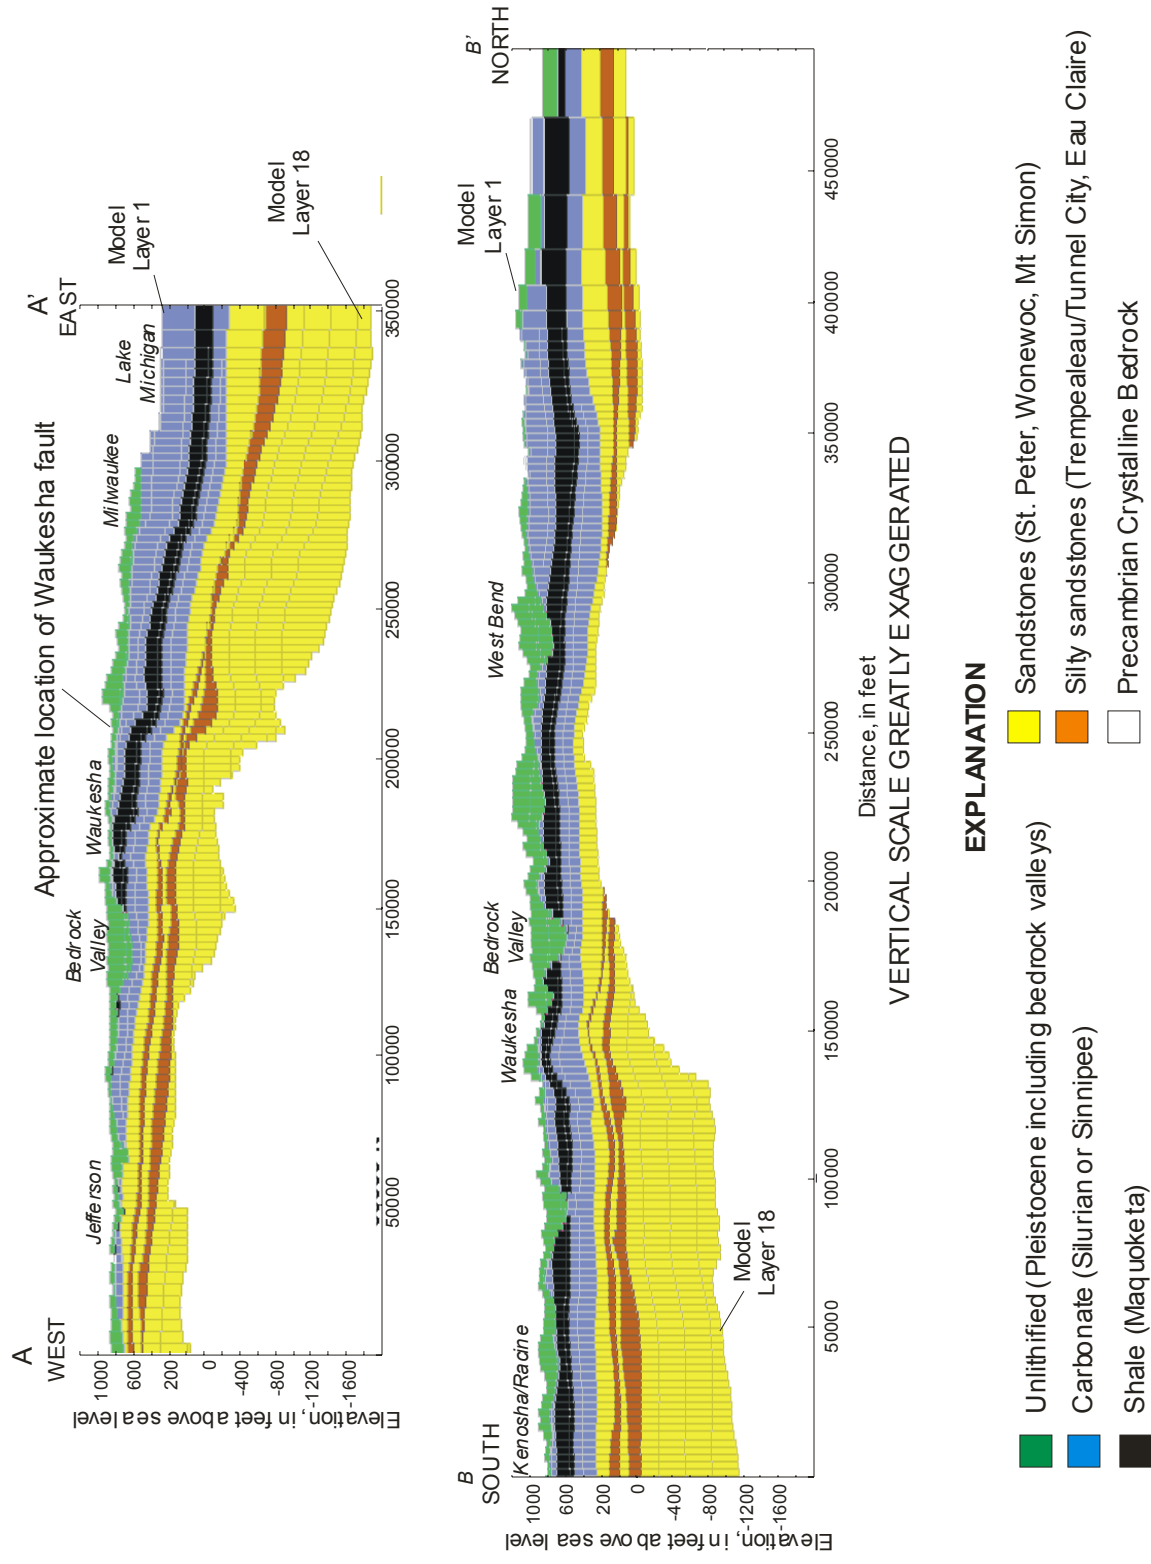 A
WEST
A'
EAST
Jefferson
Bedrock
Valley
Waukesha
Approximate location of Waukesha fault
Milwaukee
Lake
Michigan
Model
Layer 1
Model
Layer 18
Elevation, in feet above sea level
1000
600
200
0
-400
-800
-1200
-1600
50000
100000
150000
200000
250000
300000
350000
B
SOUTH
B'
NORTH
Kenosha/Racine
Waukesha
Bedrock
Valley
West Bend
Model
Layer 1
Model
Layer 18
Elevation, in feet above sea level
1000
600
200
0
-400
-800
-1200
-1600
50000
100000
150000
200000
250000
300000
350000
400000
450000
Distance, in feet
VERTICAL SCALE GREATLY EXAGGERATED
EXPLANATION
Unlithified (Pleistocene including bedrock valleys)
Carbonate (Silurian or Sinnipee)
Shale (Maquoketa)
Sandstones (St. Peter, Wonewoc, Mt Simon)
Silty sandstones (Trempealeau/Tunnel City, Eau Claire)
Precambrian Crystalline Bedrock